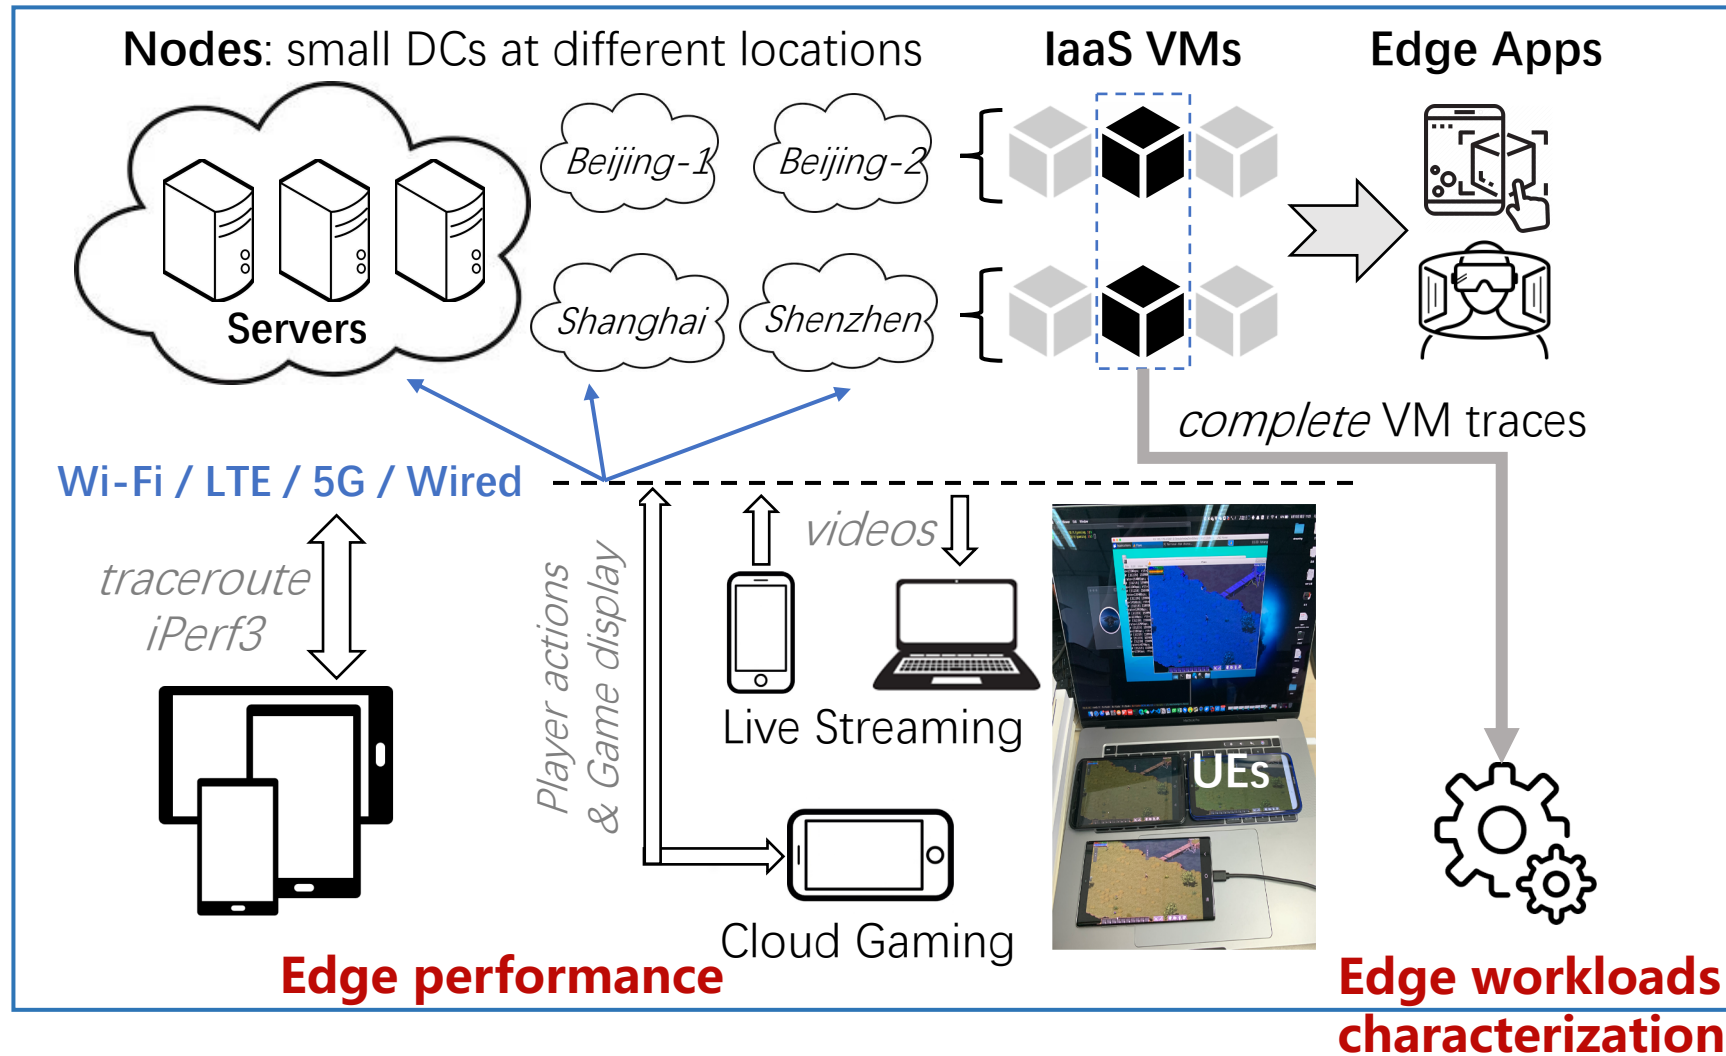 Nodes: small DCs at different locations
IaaS VMs
Edge Apps
Beijing-1
Beijing-2
Servers
Shanghai
Shenzhen
complete VM traces
Wi-Fi / LTE / 5G / Wired
traceroute
iPerf3
Player actions
& Game display
videos
Live Streaming
UEs
Cloud Gaming
Edge performance
Edge workloads
characterization